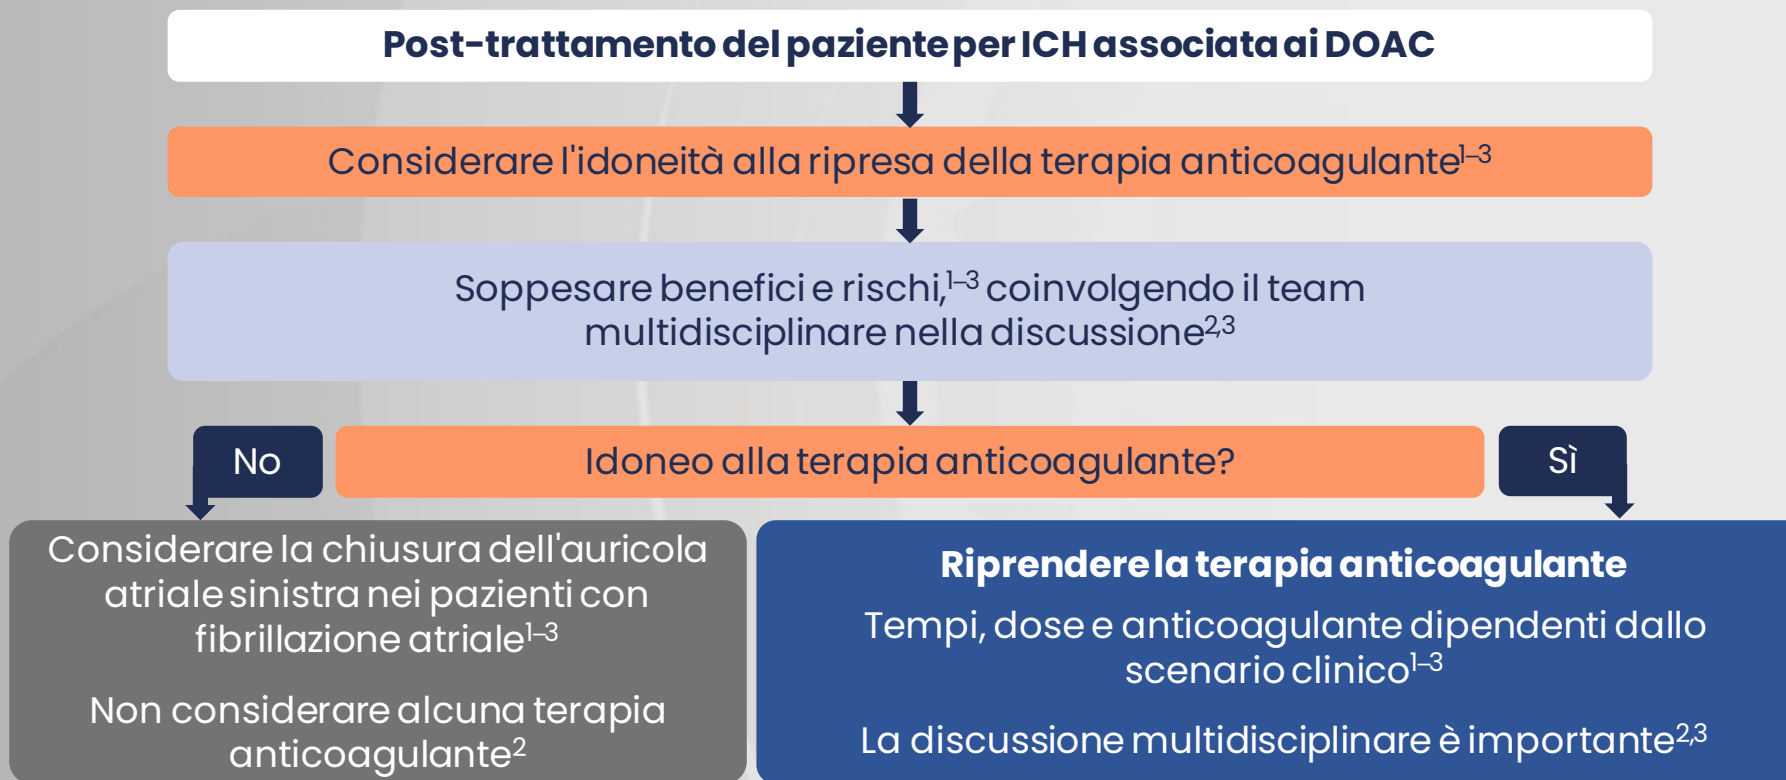 Post-trattamento del paziente per ICH associata ai DOAC
Considerare l'idoneità alla ripresa della terapia anticoagulante1–3
Soppesare benefici e rischi,1–3 coinvolgendo il team
multidisciplinare nella discussione2,3
No
Idoneo alla terapia anticoagulante?
Sì
Considerare la chiusura dell'auricola
atriale sinistra nei pazienti con
fibrillazione atriale1–3
Non considerare alcuna terapia
anticoagulante2
Riprendere la terapia anticoagulante
Tempi, dose e anticoagulante dipendenti dallo
scenario clinico1–3
La discussione multidisciplinare è importante2,3